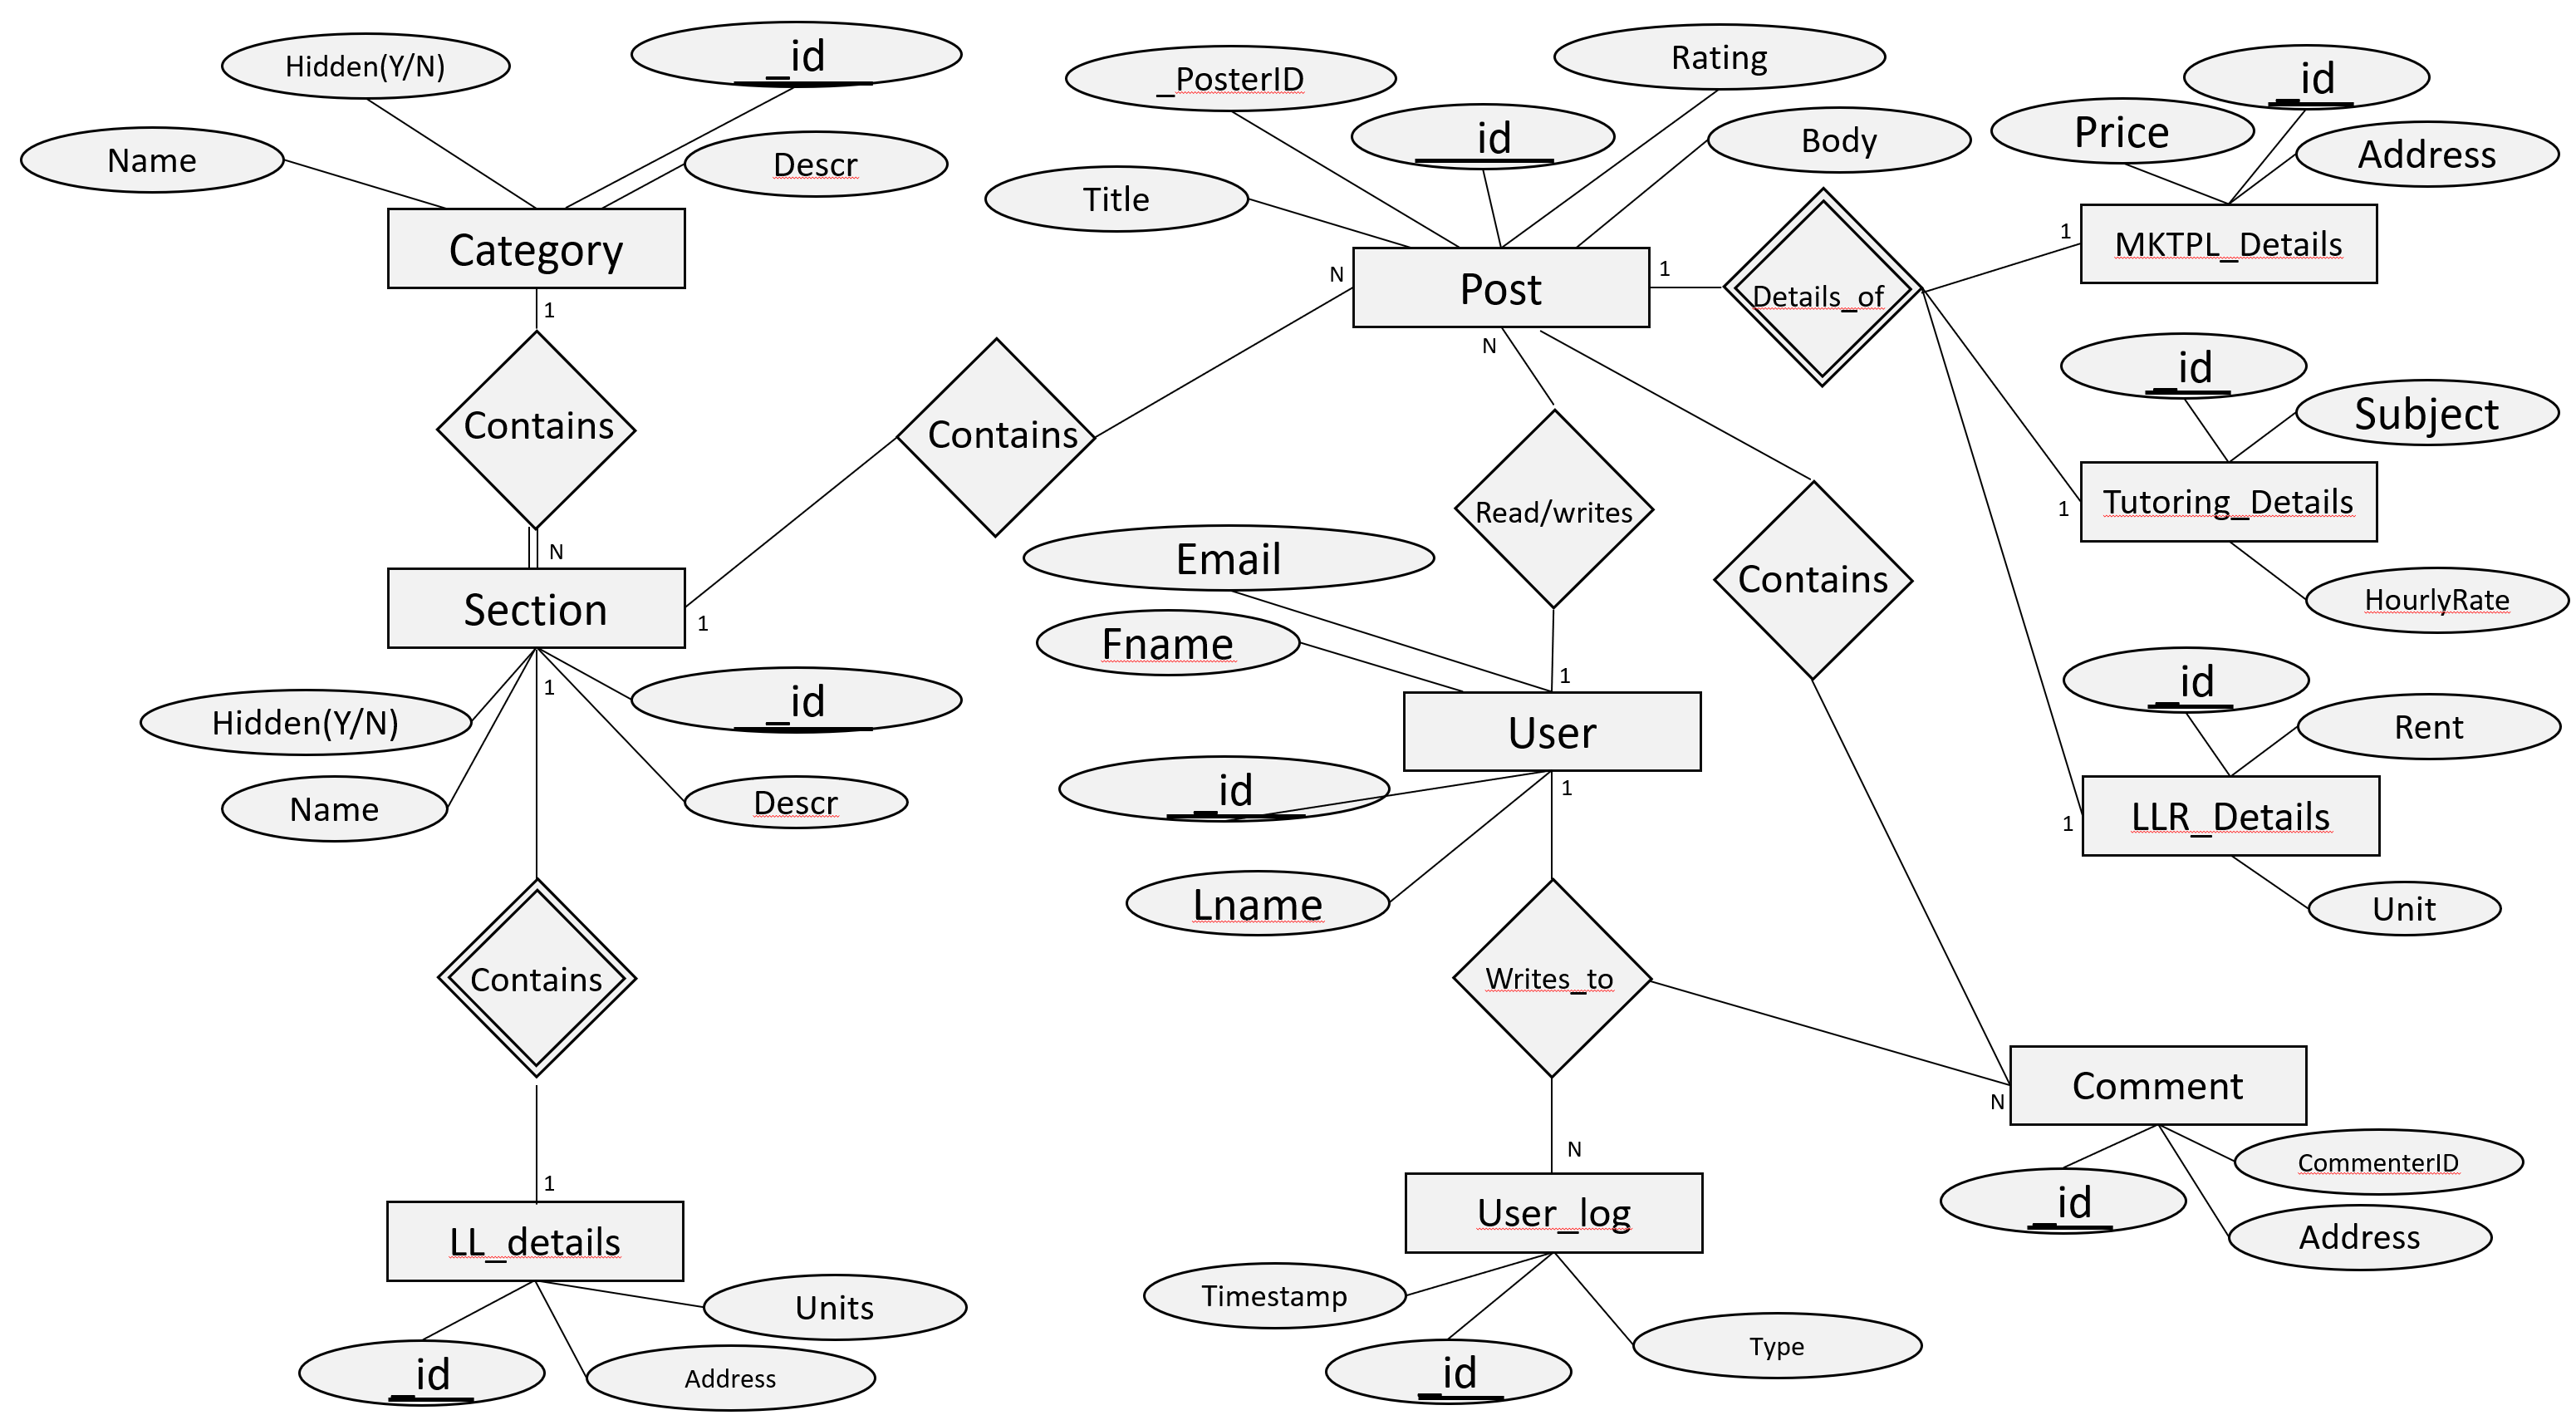 Hidden(Y/N)
_id
Name
Descr
Category
1
Contains
N
Section
1
1
Hidden(Y/N)
_id
Name
Descr
Contains
1
LL_details
Units
_id
Address
_PosterID
Rating
_id
Body
Title
N
Post
1
N
Contains
Details_of
Read/writes
Contains
Email
Fname
1
User
1
_id
Lname
Writes_to
N
User_log
Timestamp
_id
Type
_id
Price
Address
1
MKTPL_Details
_id
Subject
1
Tutoring_Details
HourlyRate
_id
Rent
1
LLR_Details
Unit
N
Comment
CommenterID
_id
Address